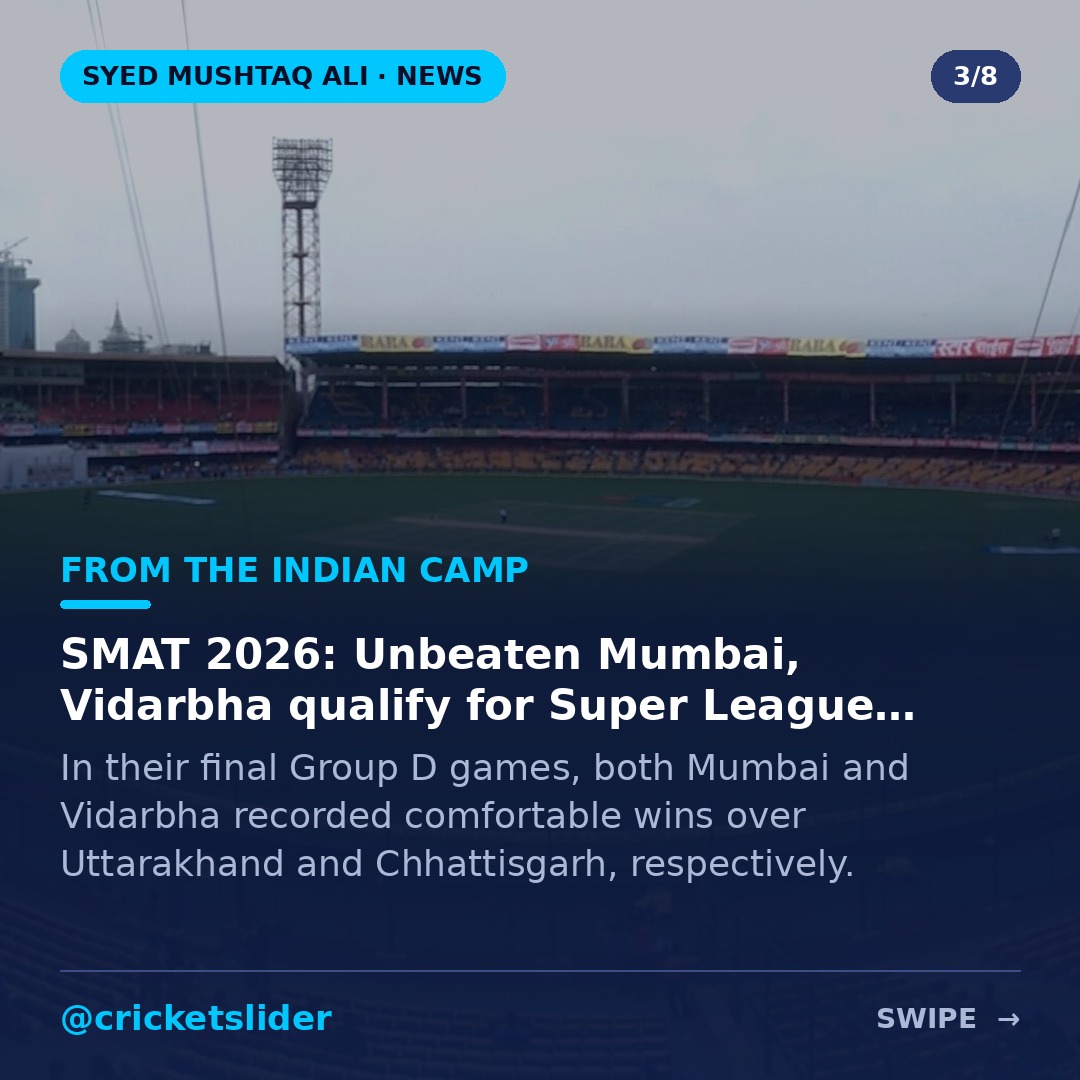 SYED MUSHTAQ ALI · NEWS
3/8
FROM THE INDIAN CAMP
SMAT 2026: Unbeaten Mumbai,
Vidarbha qualify for Super League...
In their final Group D games, both Mumbai and
Vidarbha recorded comfortable wins over
Uttarakhand and Chhattisgarh, respectively.
@cricketslider
SWIPE →